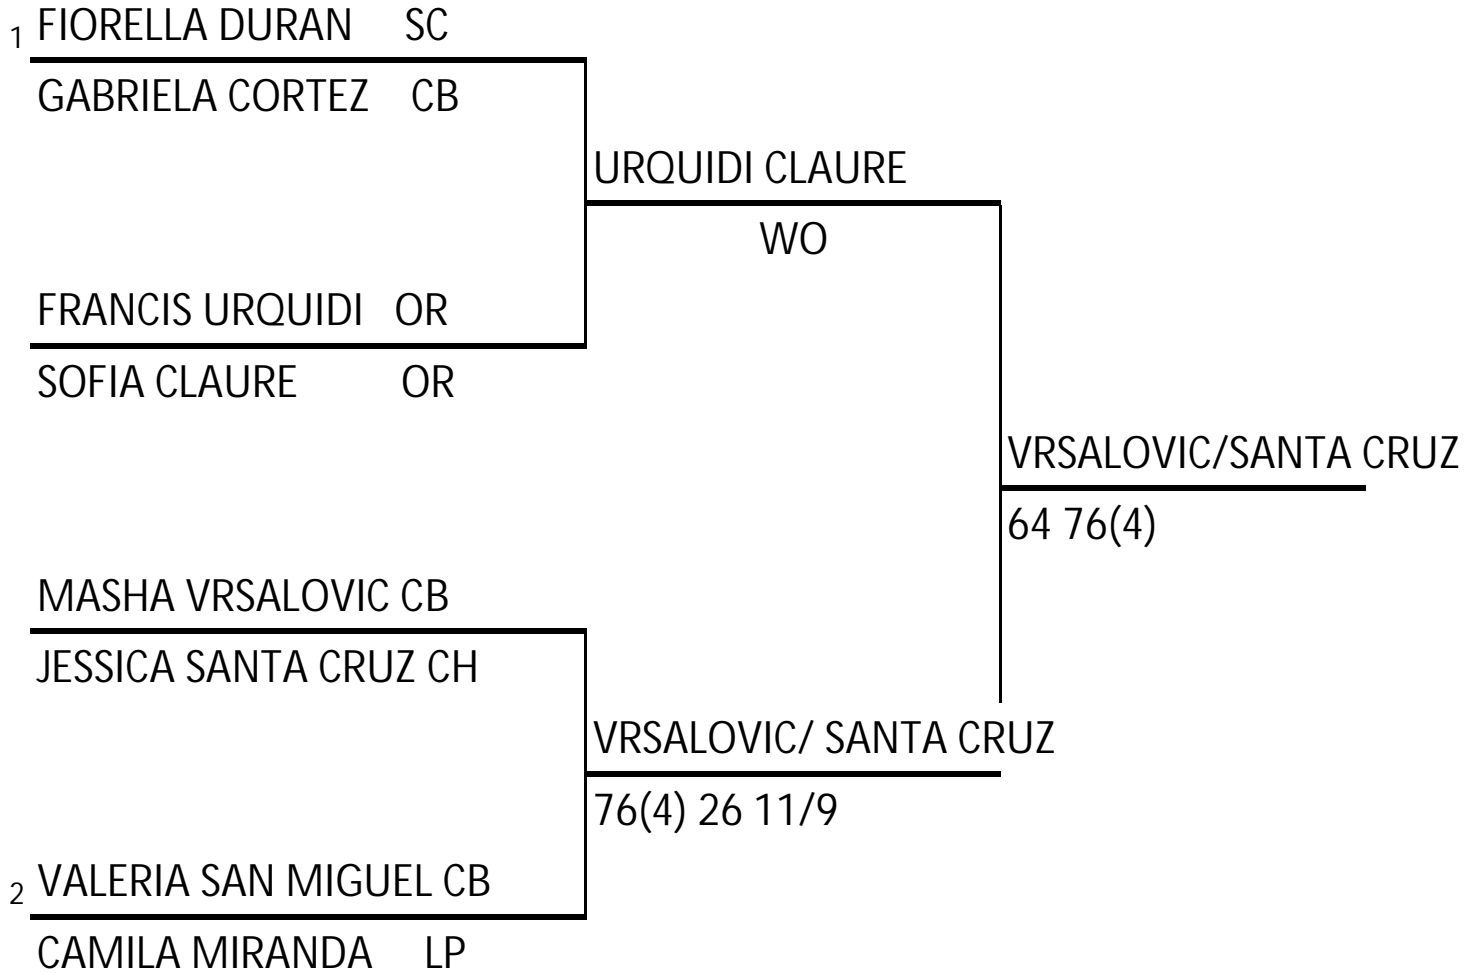 1 FIORELLA DURAN SC
GABRIELA CORTEZ CB
URQUIDI CLAURE
WO
FRANCIS URQUIDI OR
SOFIA CLAURE OR
VRSALOVIC/SANTA CRUZ
64 76(4)
MASHA VRSALOVIC CB
JESSICA SANTA CRUZ CH
VRSALOVIC/ SANTA CRUZ
76(4) 26 11/9
2 VALERIA SAN MIGUEL CB
CAMILA MIRANDA LP